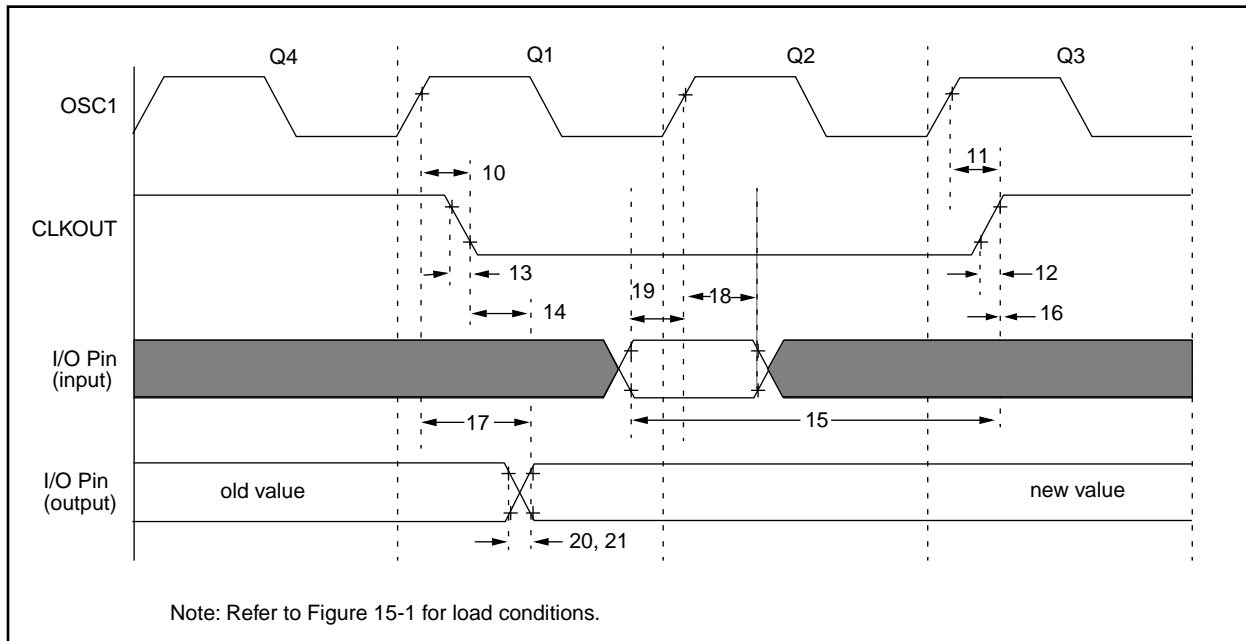 Q4 Q1 Q2 Q3
OSC1
11
10
CLKOUT
13 12
19 18
14 16
I/O Pin
(input)
17 15
I/O Pin
(output)
old value new value
20, 21
Note: Refer to Figure 15-1 for load conditions.